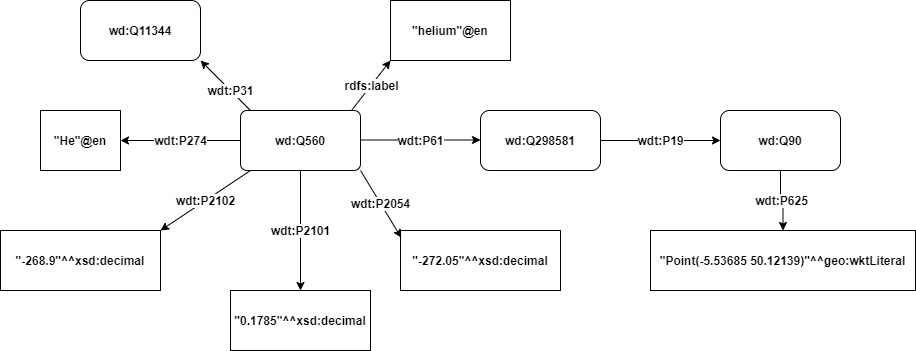 wd:Q11344
"helium"@en
wdt:P31
rdfs:label
"He"@en
wdt:P274
wd:Q560
wdt:P61
wd:Q298581
wdt:P19
wd:Q90
wdt:P2102
wdt:P2101
wdt:P2054
wdt:P625
"-268.9"^^xsd:decimal
"0.1785"^^xsd:decimal
"-272.05"^^xsd:decimal
"Point(-5.53685 50.12139)"^^geo:wktLiteral